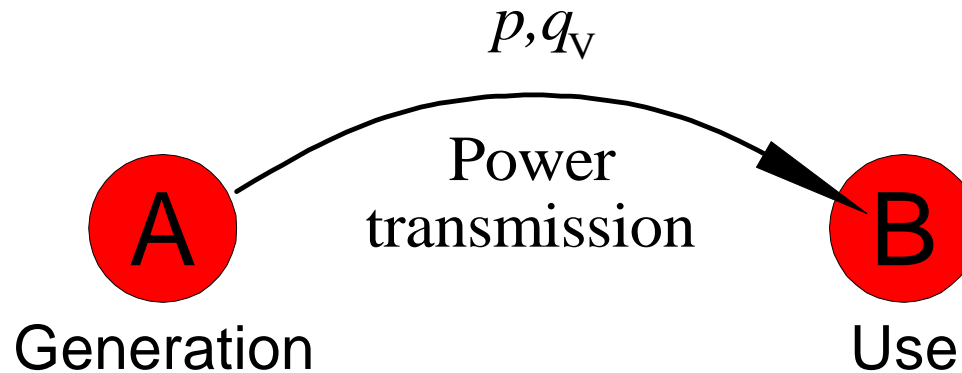 p,qV
Power
transmission
A
B
Generation
Use